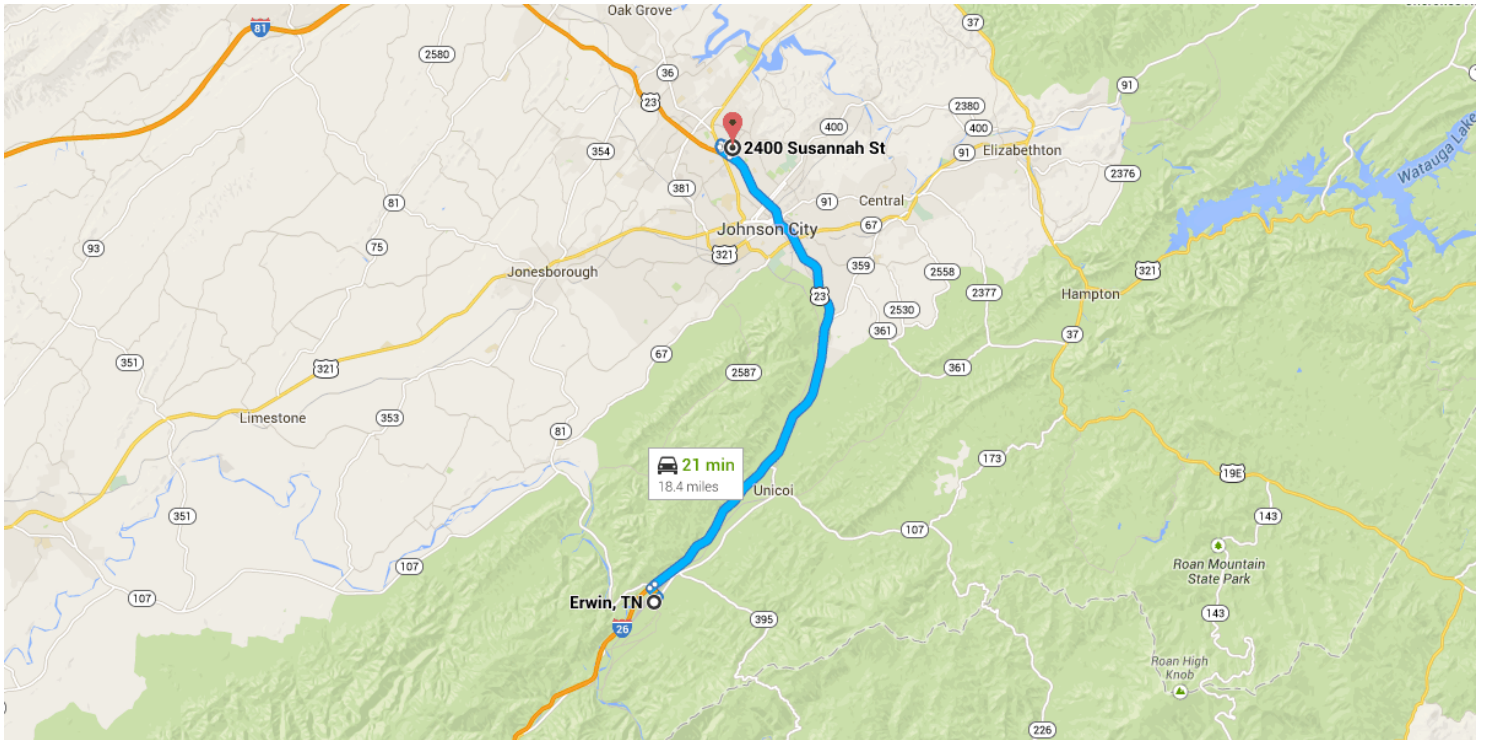 Oak Grove
81
37
2580
36
91
23
2380
400
400
354
2400 Susannah St
91
Elizabethton
2376
Watauga Lake
381
81
91
Central
67
Johnson City
93
75
321
Jonesborough
359
2558
321
Hampton
2377
23
2530
361
37
67
351
321
2587
361
Limestone
353
81
21 min
18.4 miles
173
19E
Unicoi
351
107
143
107
Roan Mountain
State Park
107
Erwin, TN
395
143
26
Roan High
Knob
226